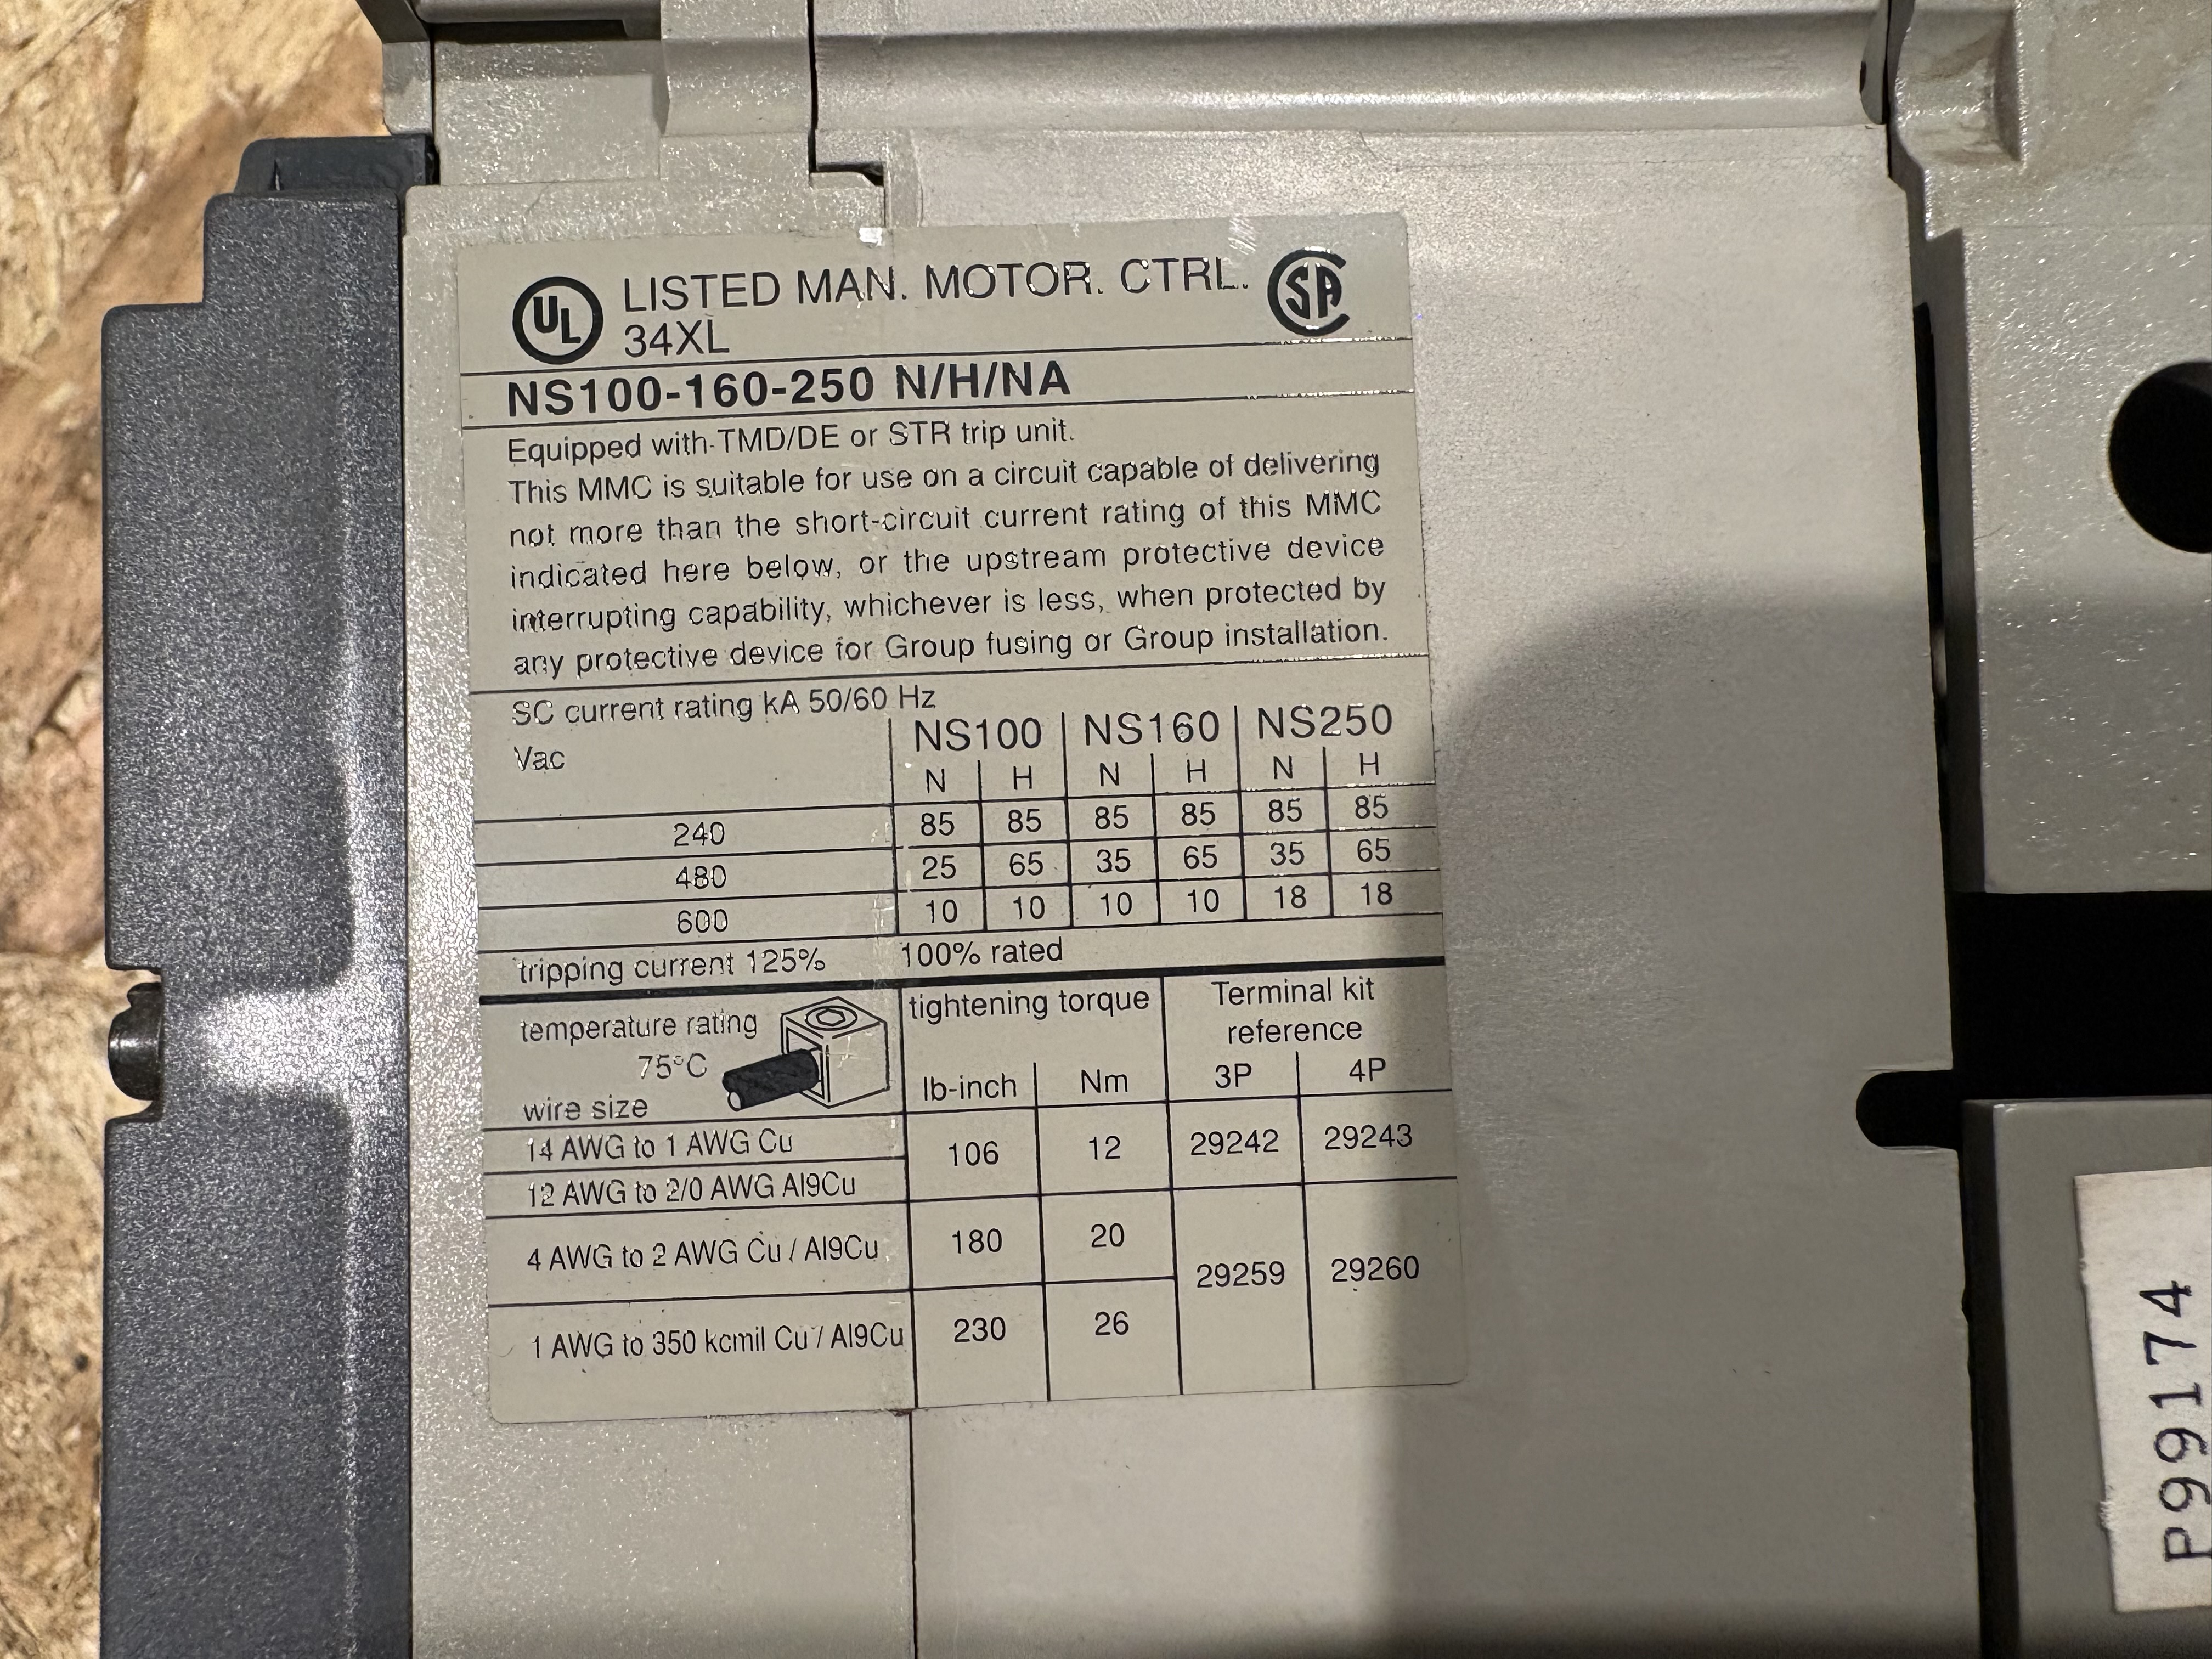 UL LISTED MAN. MOTOR. CTRL. SA
34XL
NS100-160-250 N/H/NA
Equipped with TMD/DE or STR trip unit.
This MMC is suitable for use on a circuit capable of delivering
not more than the short-circuit current rating of this MMC
indicated here below, or the upstream protective device
interrupting capability, whichever is less, when protected by
any protective device for Group fusing or Group installation.
SC current rating kA 50/60 Hz
Vac NS100 NS160 NS250
N H N H N H
240 85 85 85 85 85 85
480 25 65 35 65 35 65
600 10 10 10 10 18 18
tripping current 125% 100% rated
temperature rating tightening torque Terminal kit
reference
75°C lb-inch Nm 3P 4P
wire size
14 AWG to 1 AWG Cu 106 12 29242 29243
12 AWG to 2/0 AWG Al9Cu
4 AWG to 2 AWG Cu / Al9Cu 180 20 29259 29260
1 AWG to 350 kcmil Cu / Al9Cu 230 26
P99174